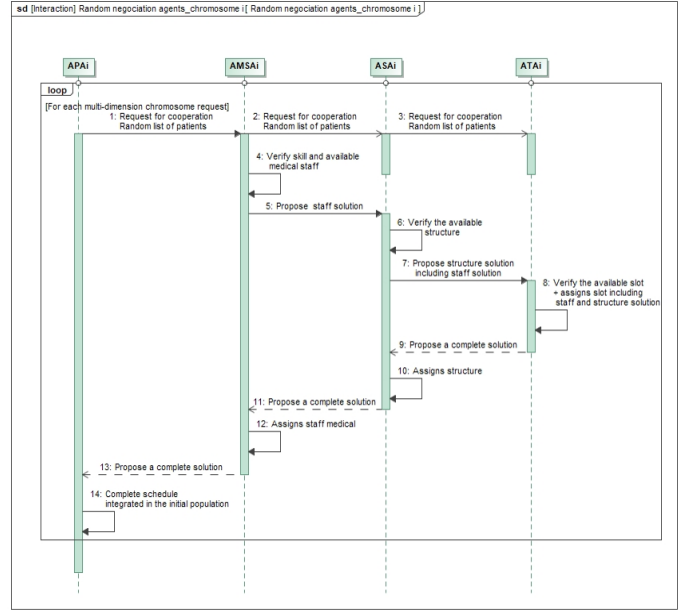 sd [Interaction] Random negociation agents_chromosome i[ Random negociation agents_chromosome i ]
APAi
AMSAi
ASAi
ATAi
loop
[For each multi-dimension chromosome request]
1: Request for cooperation
Random list of patients
2: Request for cooperation
Random list of patients
3: Request for cooperation
Random list of patients
4: Verify skill and available
medical staff
5: Propose staff solution
6: Verify the available
structure
7: Propose structure solution
including staff solution
8: Verify the available slot
+ assigns slot including
staff and structure solution
9: Propose a complete solution
10: Assigns structure
11: Propose a complete solution
12: Assigns staff medical
13: Propose a complete solution
14: Complete schedule
integrated in the initial population